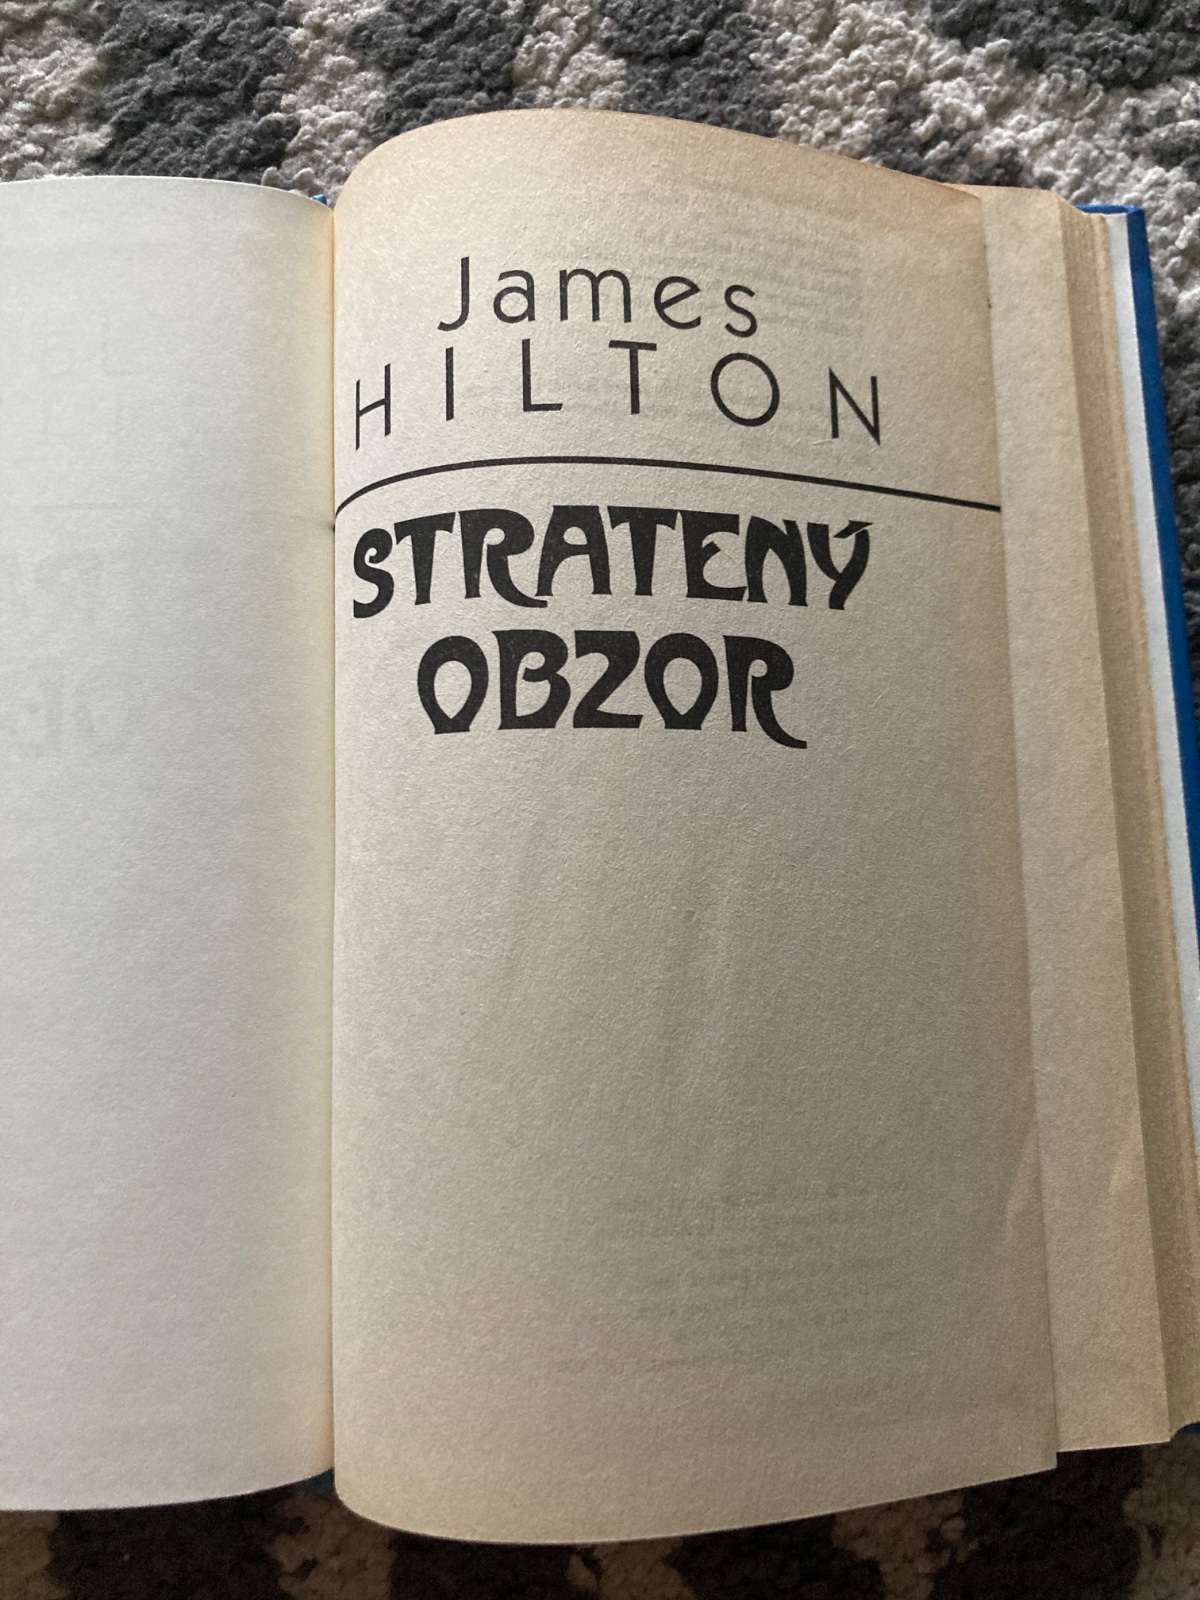 James
HILTON
STRATENÝ
OBZOR